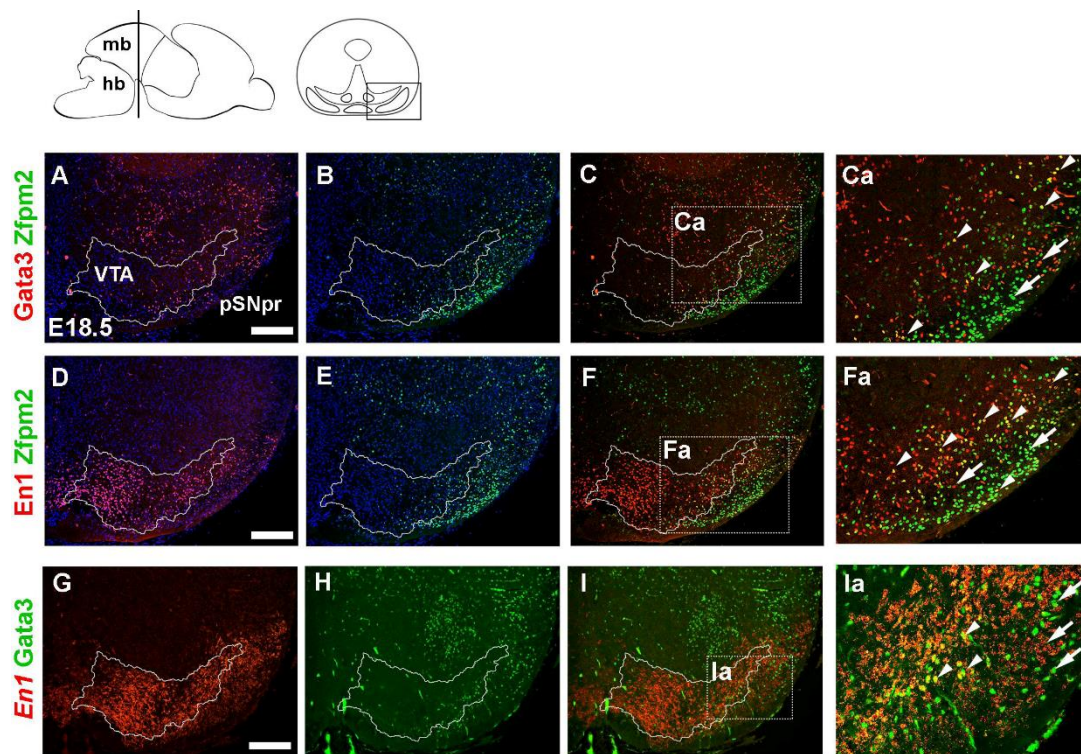 mb
hb
Gata3 Zfpm2
A
VTA
pSNpr
E18.5
B
C
Ca
Ca
En1 Zfpm2
D
E
F
Fa
Fa
En1 Gata3
G
H
I
Ia
Ia